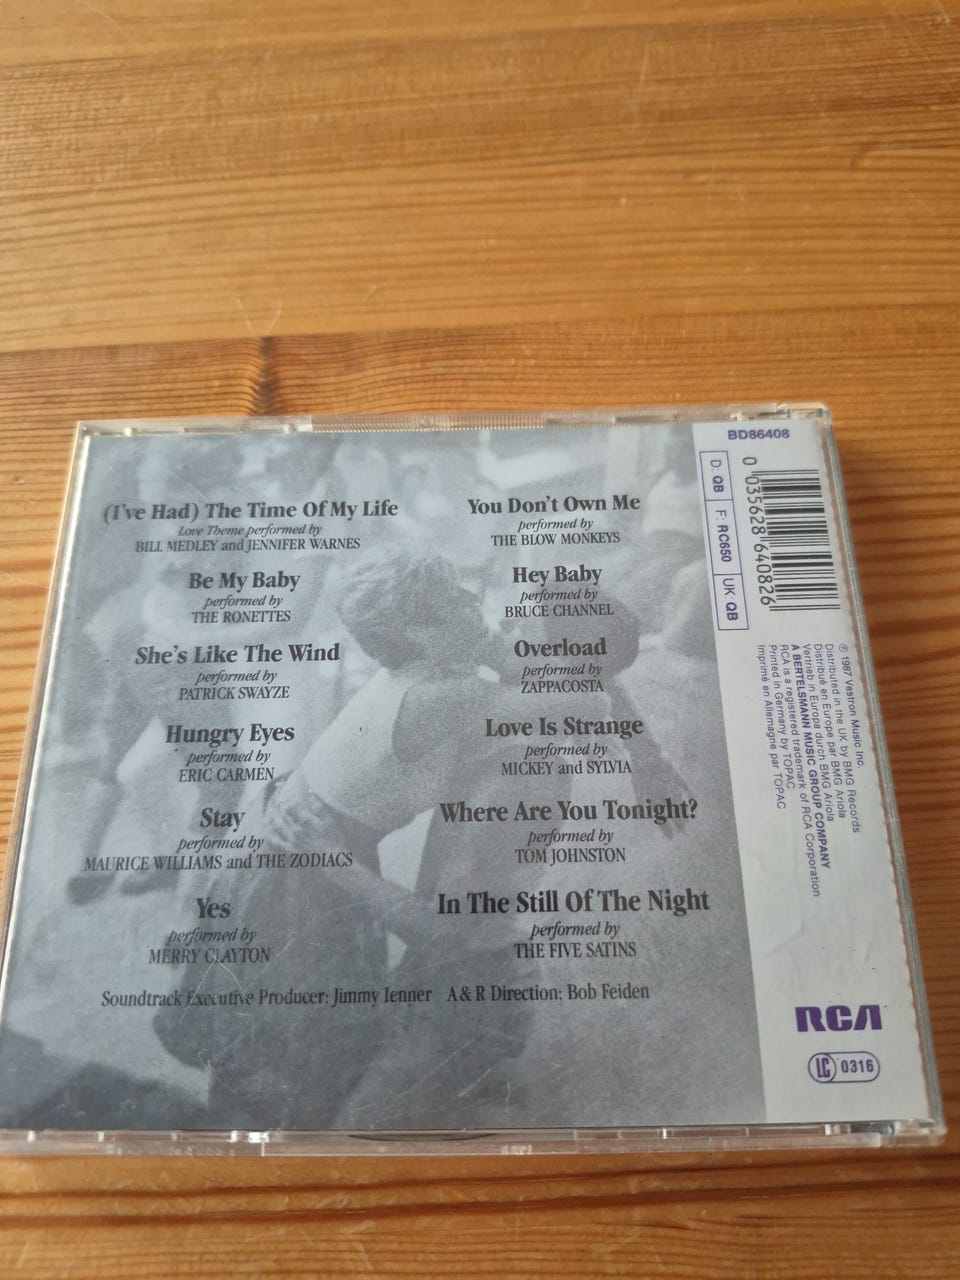 (I've Had) The Time Of My Life
Love Theme performed by
BILL MEDLEY and JENNIFER WARNES
Be My Baby
performed by
THE RONETTES
She's Like The Wind
performed by
PATRICK SWAYZE
Hungry Eyes
performed by
ERIC CARMEN
Stay
performed by
MAURICE WILLIAMS and THE ZODIACS
Yes
performed by
MERRY CLAYTON
You Don't Own Me
performed by
THE BLOW MONKEYS
Hey Baby
performed by
BRUCE CHANNEL
Overload
performed by
ZAPPACOSTA
Love Is Strange
performed by
MICKEY and SYLVIA
Where Are You Tonight?
performed by
TOM JOHNSTON
In The Still Of The Night
performed by
THE FIVE SATINS
Soundtrack Executive Producer: Jimmy Ienner A & R Direction: Bob Feiden
BD86408
D: QB F: RC650 UK: QB
0 035628 640826
℗ 1987 Vestron Music Inc.
Distributed in the UK by BMG Records
Distribué en Europe par BMG Ariola
Vertrieb in Europa durch BMG Ariola
A BERTELSMANN MUSIC GROUP COMPANY
RCA is a registered trademark of RCA Corporation
Printed in Germany by TOPAC
Imprimé en Allemagne par TOPAC
RCA
LC 0316